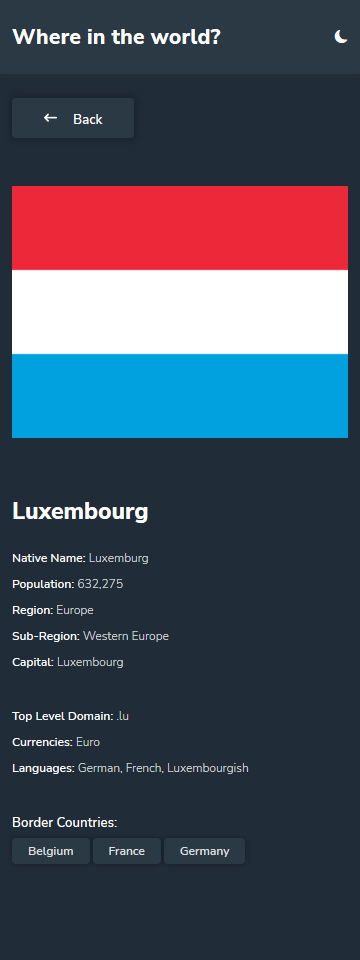 Where in the world?
Back
Luxembourg
Native Name: Luxemburg
Population: 632,275
Region: Europe
Sub-Region: Western Europe
Capital: Luxembourg
Top Level Domain: .lu
Currencies: Euro
Languages: German, French, Luxembourgish
Border Countries:
Belgium France Germany